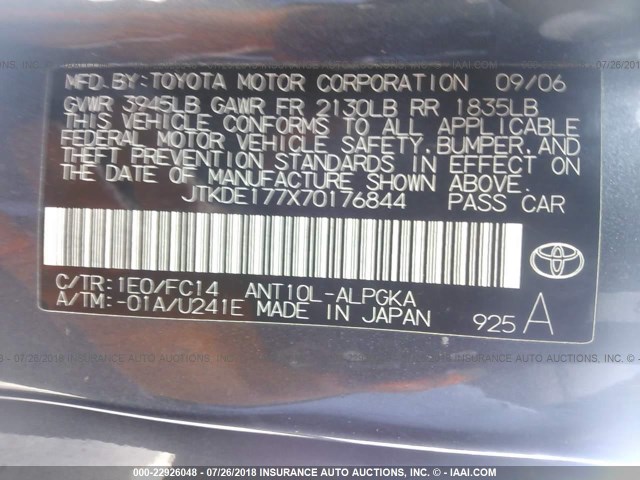 MFD.BY:TOYOTA MOTOR CORPORATION 09/06
GVWR 3945LB GAWR FR 2130LB RR 1835LB
THIS VEHICLE CONFORMS TO ALL APPLICABLE
FEDERAL MOTOR VEHICLE SAFETY,BUMPER,AND
THEFT PREVENTION STANDARDS IN EFFECT ON
THE DATE OF MANUFACTURE SHOWN ABOVE.
JTKDE177X70176844 PASS CAR
C/TR:1E0/FC14 ANT10L-ALPGKA
A/TM:-01A/U241E MADE IN JAPAN
925 A
000-22926048 - 07/26/2018 - INSURANCE AUTO AUCTIONS, INC. - © - IAAI.COM